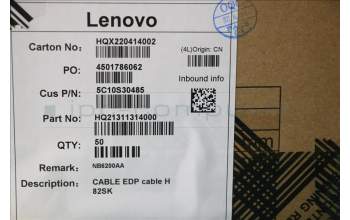 Lenovo
Carton No: HQX220414002
(4L)Origin: CN
PO: 4501786062
Inbound info
Cus P/N: 5C10S30485
Part No: HQ21311314000
QTY: 50
Remark: NB6200AA
Description: CABLE EDP cable H
82SK